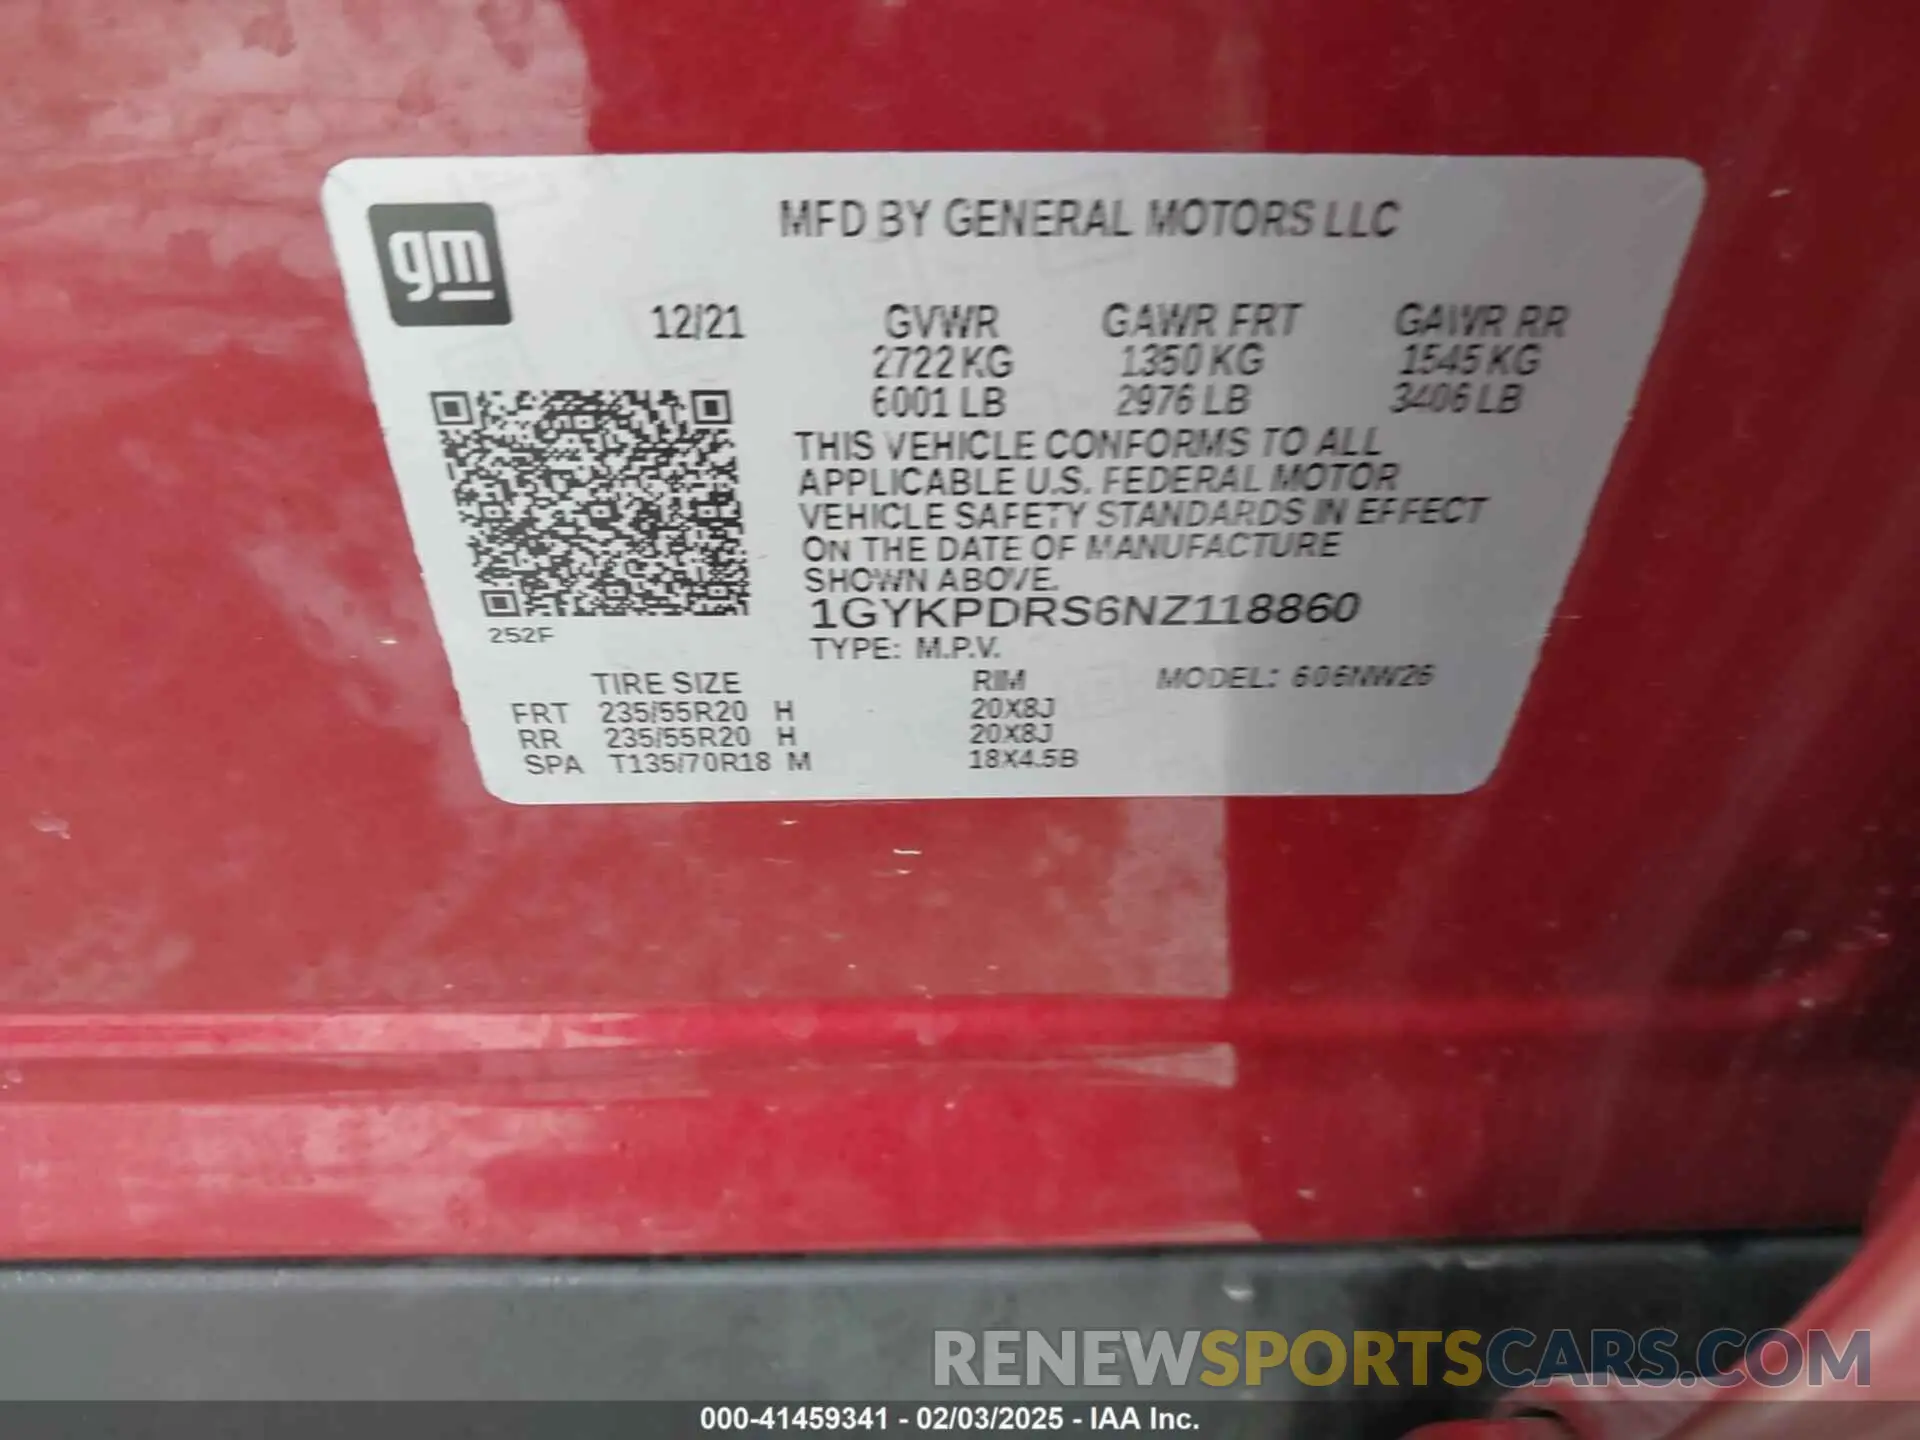 gm
MFD BY GENERAL MOTORS LLC
12/21 GVWR GAWR FRT GAWR RR
2722 KG 1350 KG 1545 KG
6001 LB 2976 LB 3406 LB
THIS VEHICLE CONFORMS TO ALL
APPLICABLE U.S. FEDERAL MOTOR
VEHICLE SAFETY STANDARDS IN EFFECT
ON THE DATE OF MANUFACTURE
SHOWN ABOVE.
1GYKPDRS6NZ118860
252F
TYPE: M.P.V.
TIRE SIZE RIM MODEL: 606NW26
FRT 235/55R20 H 20X8J
RR 235/55R20 H 20X8J
SPA T135/70R18 M 18X4.5B
RENEWSPORTSCARS.COM
000-41459341 - 02/03/2025 - IAA Inc.